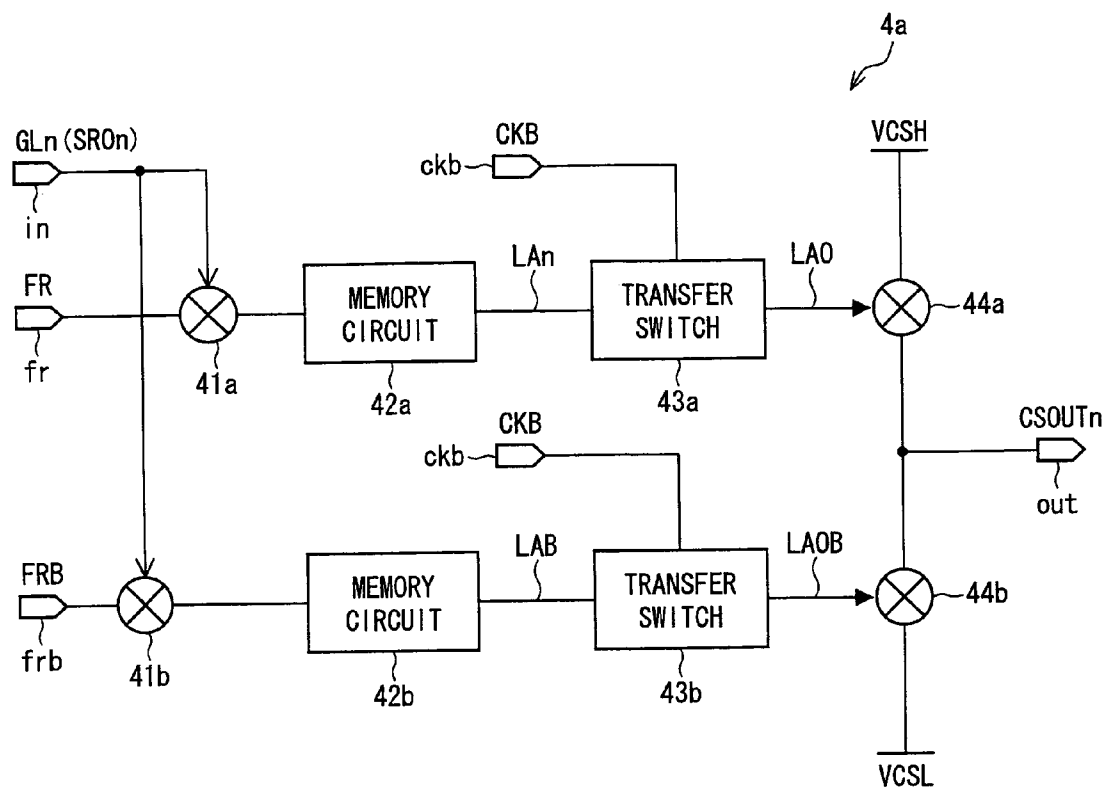 4a
GLn(SROn)
in
CKB
ckb
VCSH
FR
fr
41a
MEMORY
CIRCUIT
42a
LAn
TRANSFER
SWITCH
43a
LAO
44a
CKB
ckb
CSOUTn
out
FRB
frb
41b
MEMORY
CIRCUIT
42b
LAB
TRANSFER
SWITCH
43b
LAOB
44b
VCSL